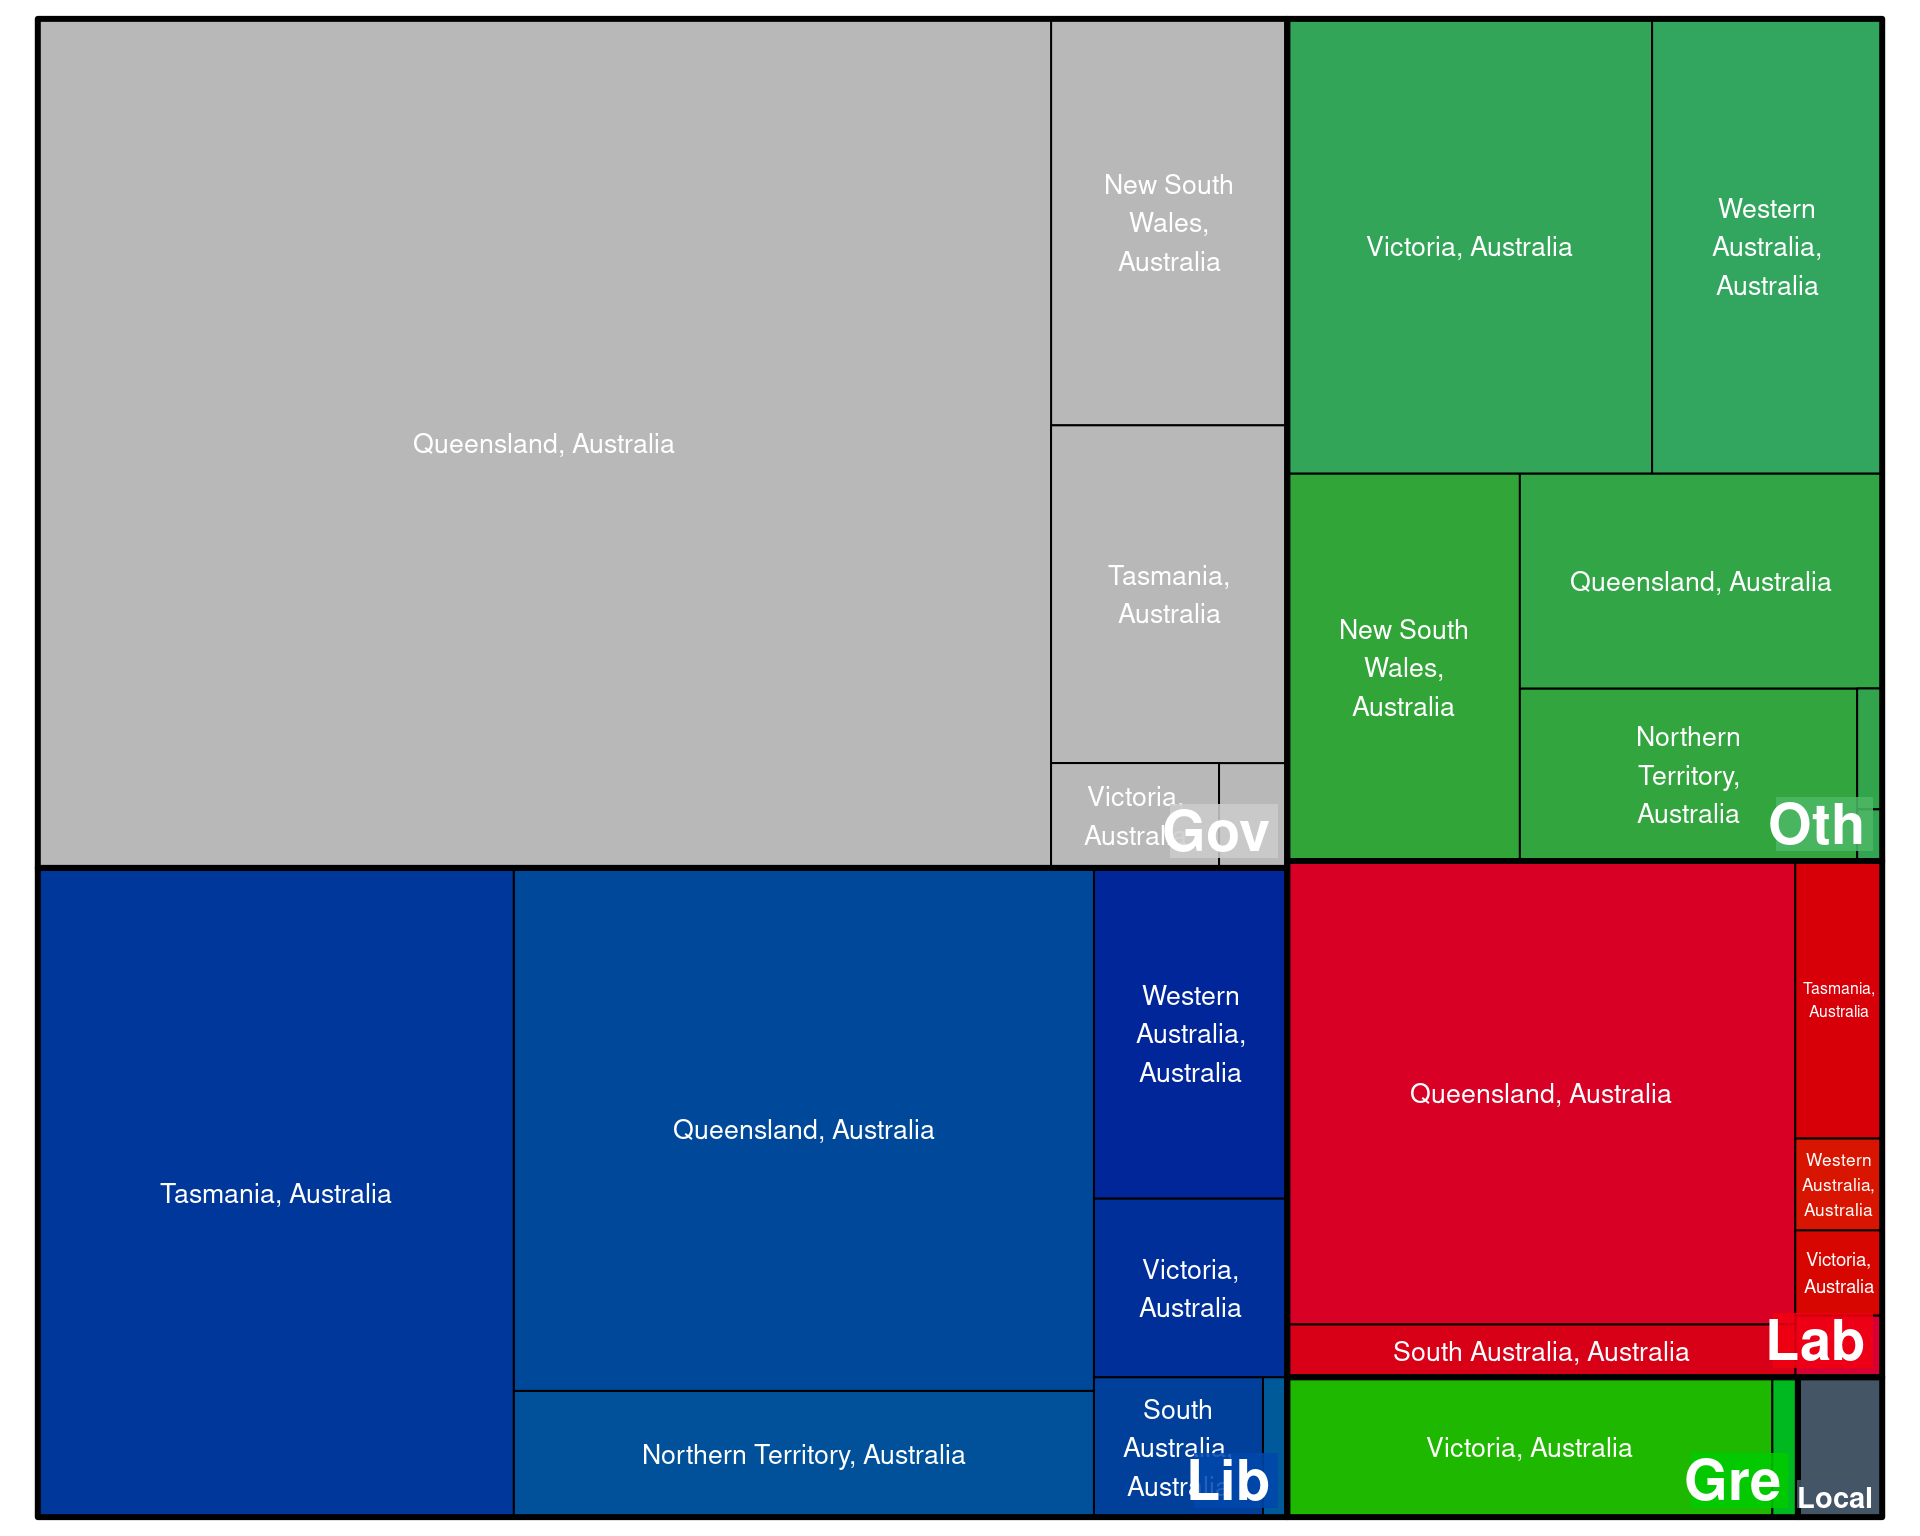 Queensland, Australia
New South
Wales,
Australia
Tasmania,
Australia
Victoria,
Australia
Gov
Victoria, Australia
Western
Australia,
Australia
New South
Wales,
Australia
Queensland, Australia
Northern
Territory,
Australia
Oth
Tasmania, Australia
Queensland, Australia
Northern Territory, Australia
Western
Australia,
Australia
Victoria,
Australia
South
Australia,
Australia
Lib
Queensland, Australia
South Australia, Australia
Tasmania,
Australia
Western
Australia,
Australia
Victoria,
Australia
Lab
Victoria, Australia
Gre
Local